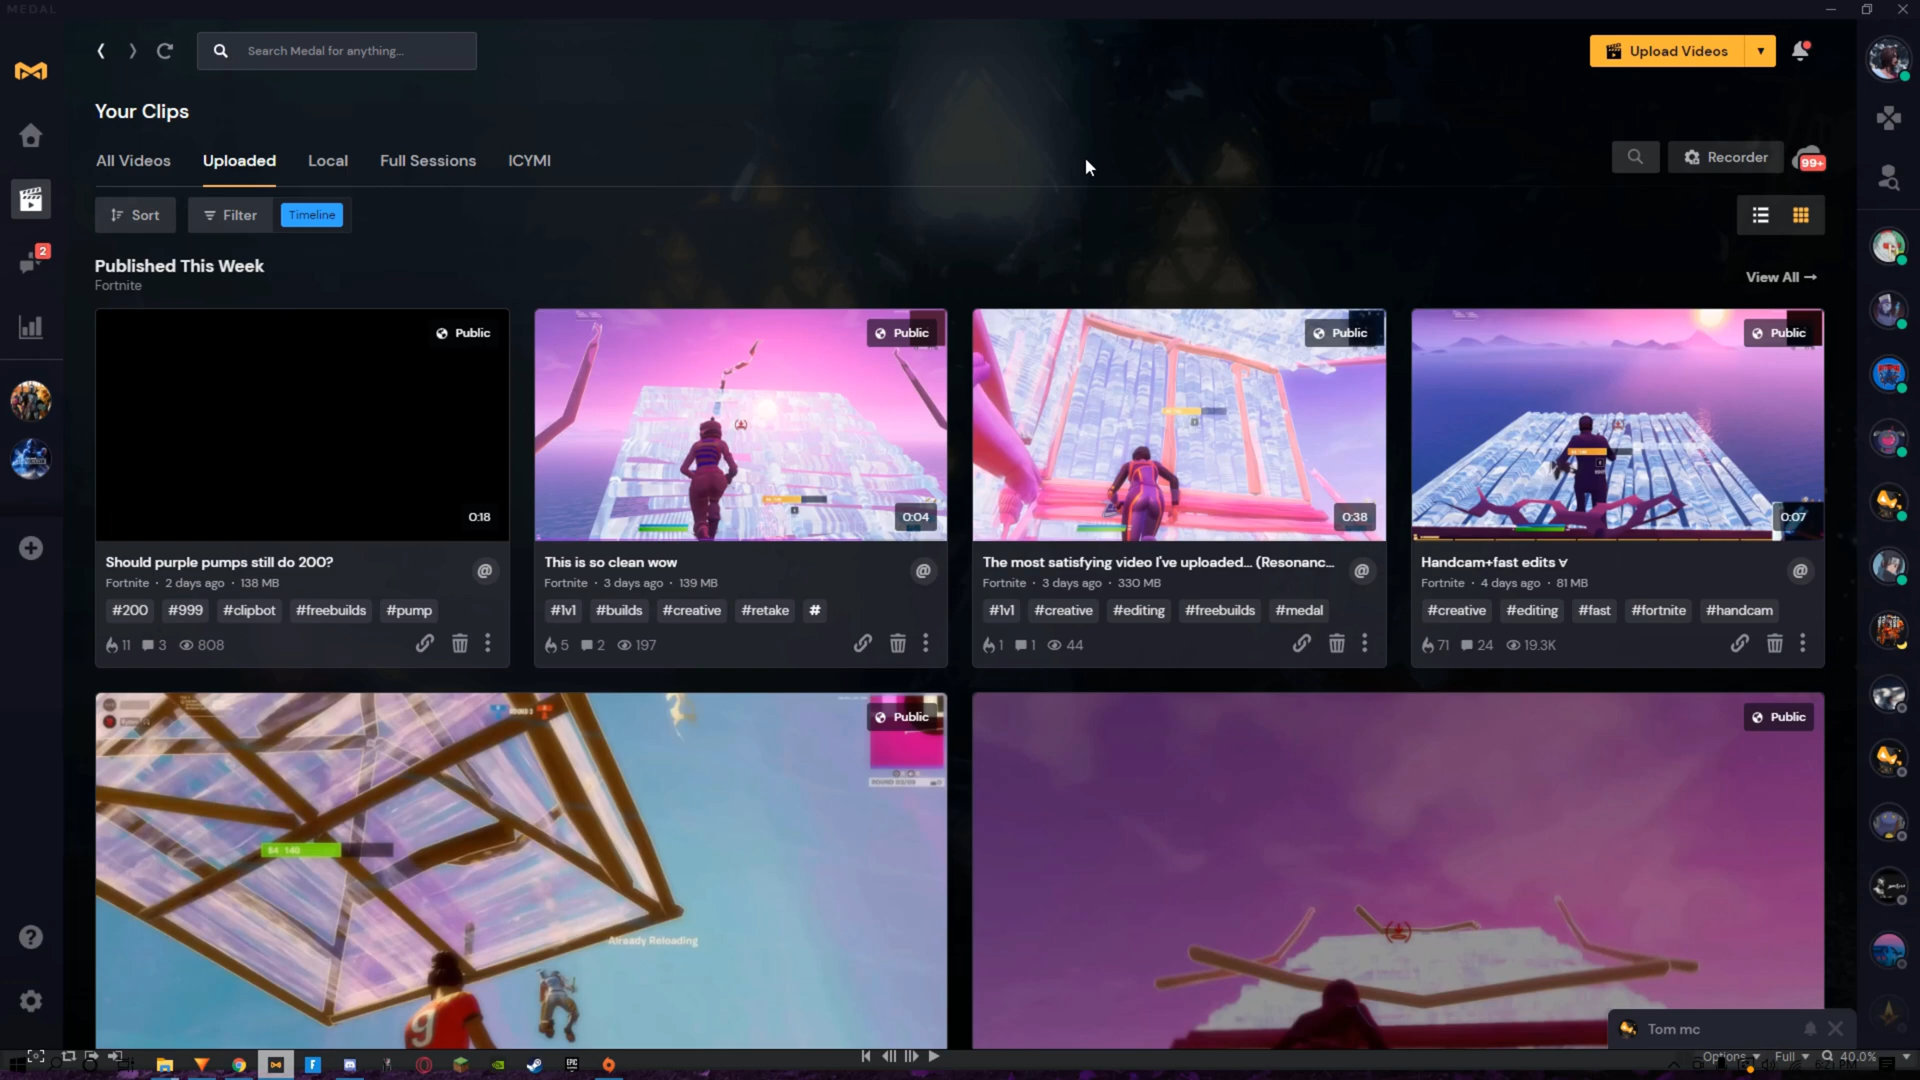 MEDAL
Search Medal for anything...
Upload Videos
Your Clips
All Videos
Uploaded
Local
Full Sessions
ICYMI
Recorder
99+
Sort
Filter
Timeline
2
Published This Week
Fortnite
View All →
Public
0:18
Public
0:04
Public
0:38
Public
0:07
Should purple pumps still do 200?
@
Fortnite · 2 days ago · 138 MB
#200 #999 #clipbot #freebuilds #pump
11 3 808
This is so clean wow
@
Fortnite · 3 days ago · 139 MB
#1v1 #builds #creative #retake #
5 2 197
The most satisfying video I've uploaded... (Resonanc...
@
Fortnite · 3 days ago · 330 MB
#1v1 #creative #editing #freebuilds #medal
1 1 44
Handcam+fast edits ∀
@
Fortnite · 4 days ago · 81 MB
#creative #editing #fast #fortnite #handcam
71 24 19.3K
Public
64 140
Already Reloading
9
Public
Tom mc
Options
Full
40.0%